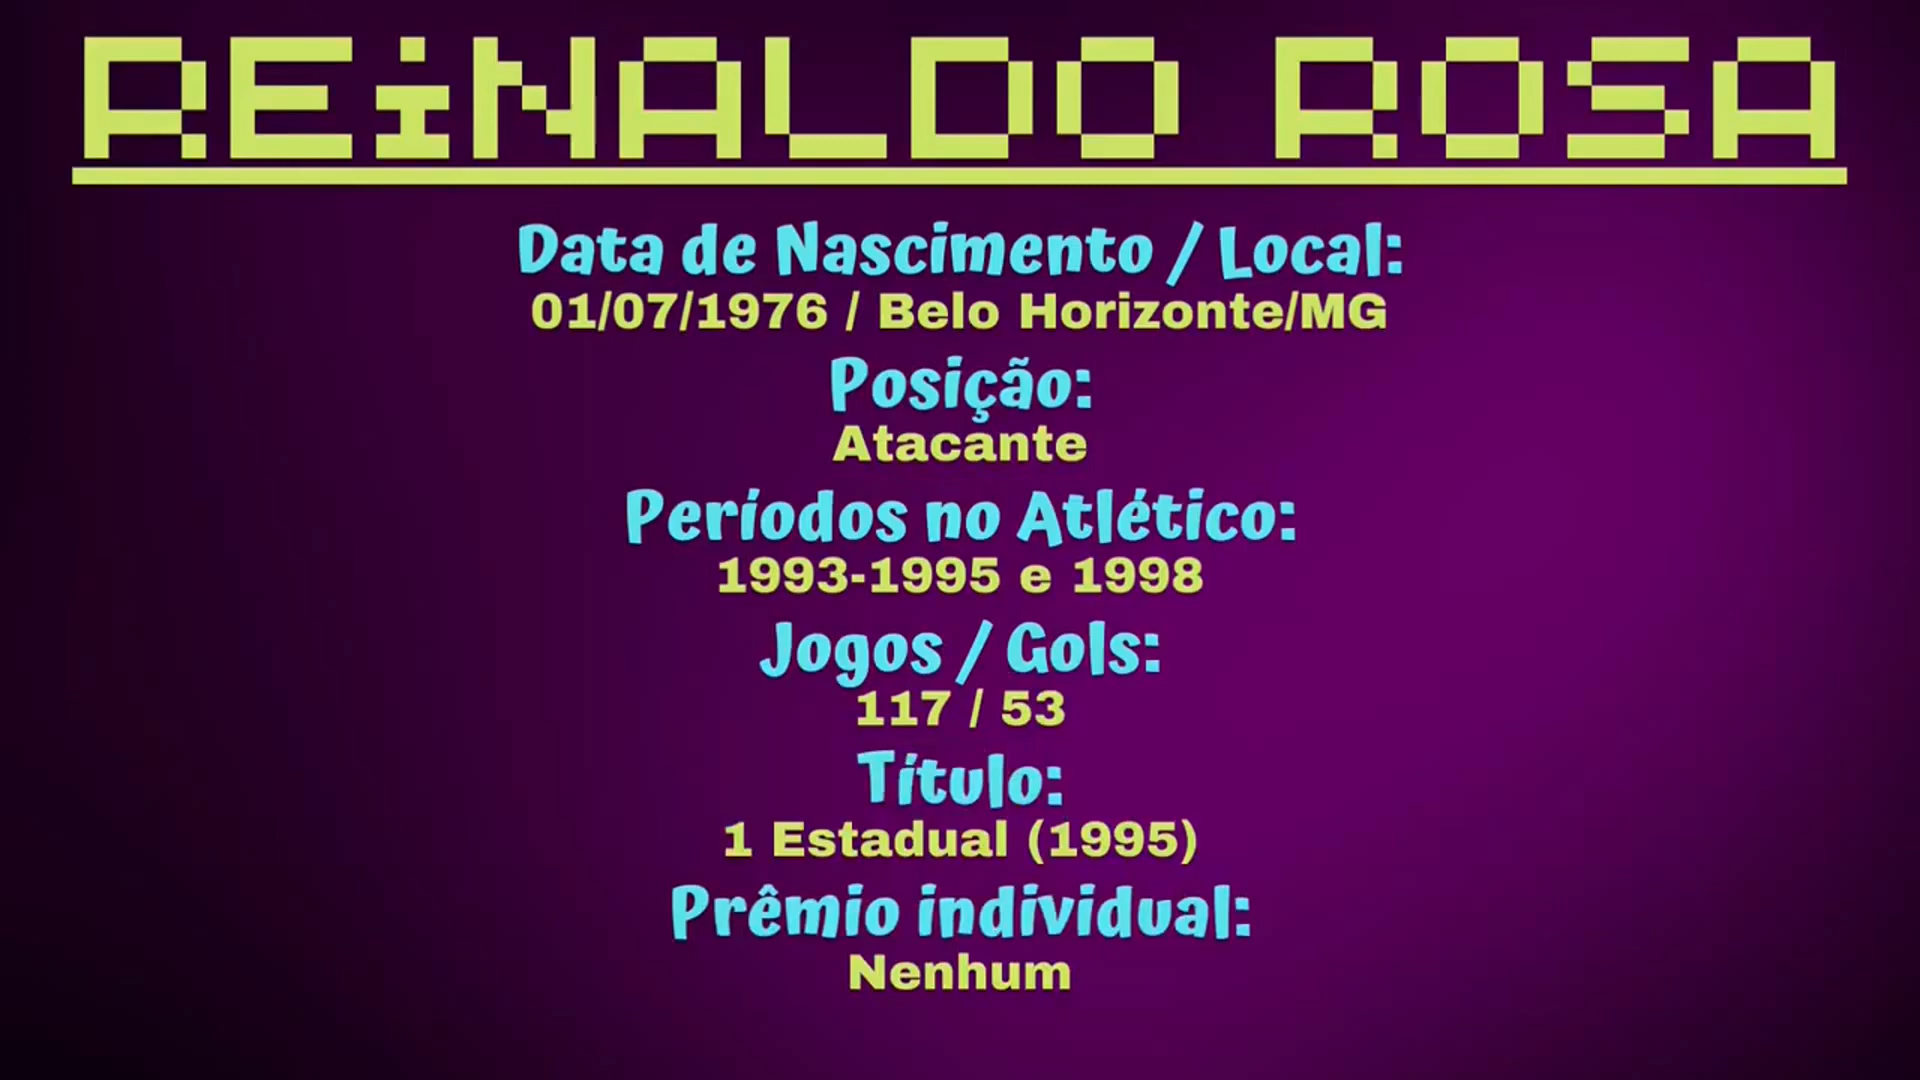 REiNALDO ROSA
Data de Nascimento / Local:
01/07/1976 / Belo Horizonte/MG
Posição:
Atacante
Períodos no Atlético:
1993-1995 e 1998
Jogos / Gols:
117 / 53
Título:
1 Estadual (1995)
Prêmio individual:
Nenhum